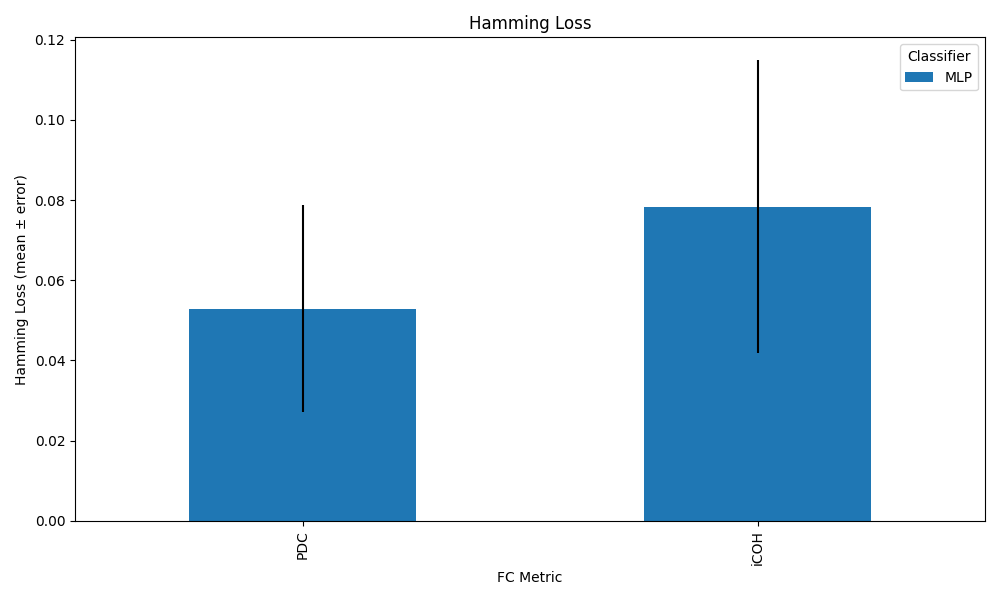 Hamming Loss
Hamming Loss (mean ± error)
0.12
0.10
0.08
0.06
0.04
0.02
0.00
Classifier
MLP
PDC
iCOH
FC Metric